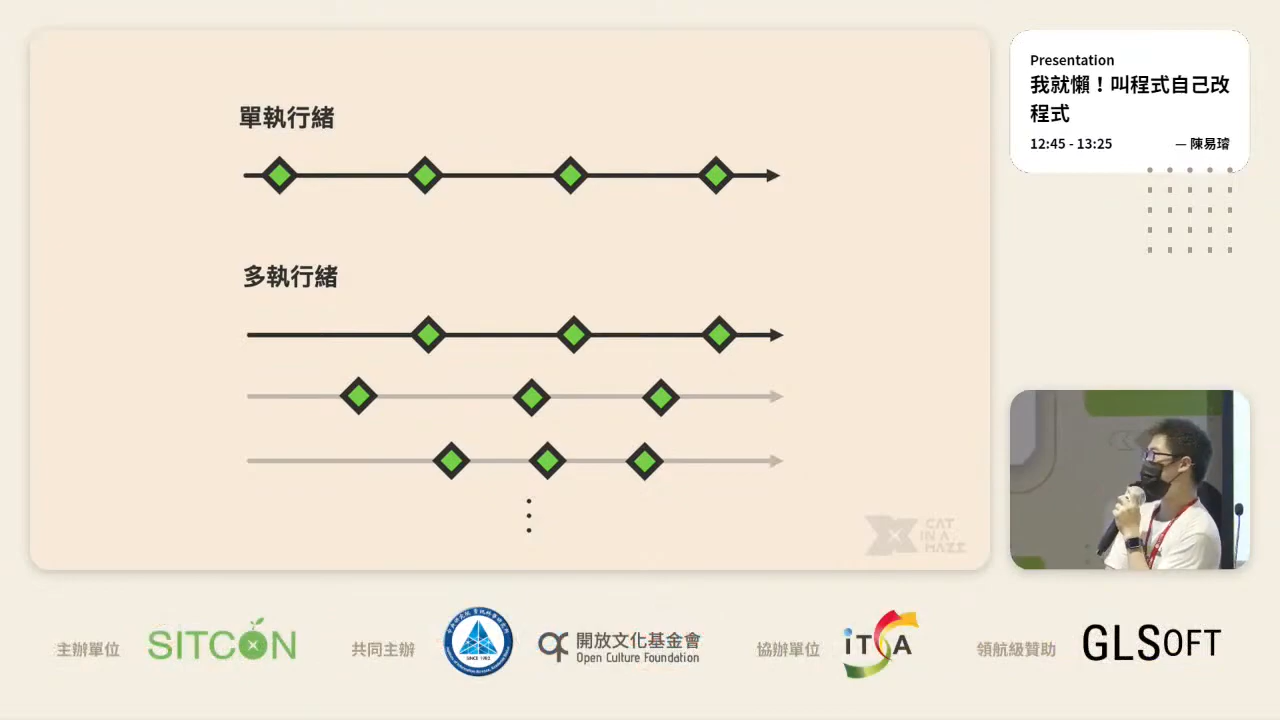 單執行緒
多執行緒
CAT
IN A
MAZE
Presentation
我就懶！叫程式自己改
程式
12:45 - 13:25
— 陳易璿
主辦單位
SITCON
共同主辦
SINCE 1982
開放文化基金會
Open Culture Foundation
協辦單位
iTSA
領航級贊助
GLSOFT